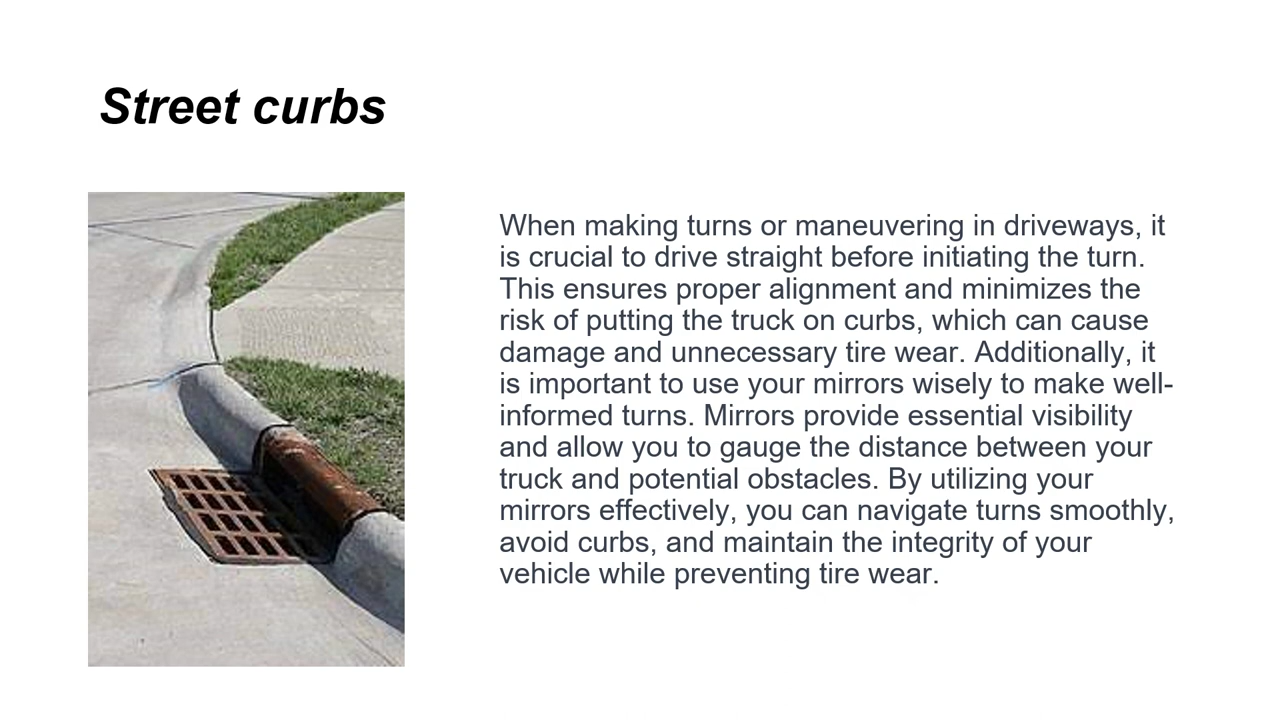 Street curbs
When making turns or maneuvering in driveways, it
is crucial to drive straight before initiating the turn.
This ensures proper alignment and minimizes the
risk of putting the truck on curbs, which can cause
damage and unnecessary tire wear. Additionally, it
is important to use your mirrors wisely to make well-
informed turns. Mirrors provide essential visibility
and allow you to gauge the distance between your
truck and potential obstacles. By utilizing your
mirrors effectively, you can navigate turns smoothly,
avoid curbs, and maintain the integrity of your
vehicle while preventing tire wear.